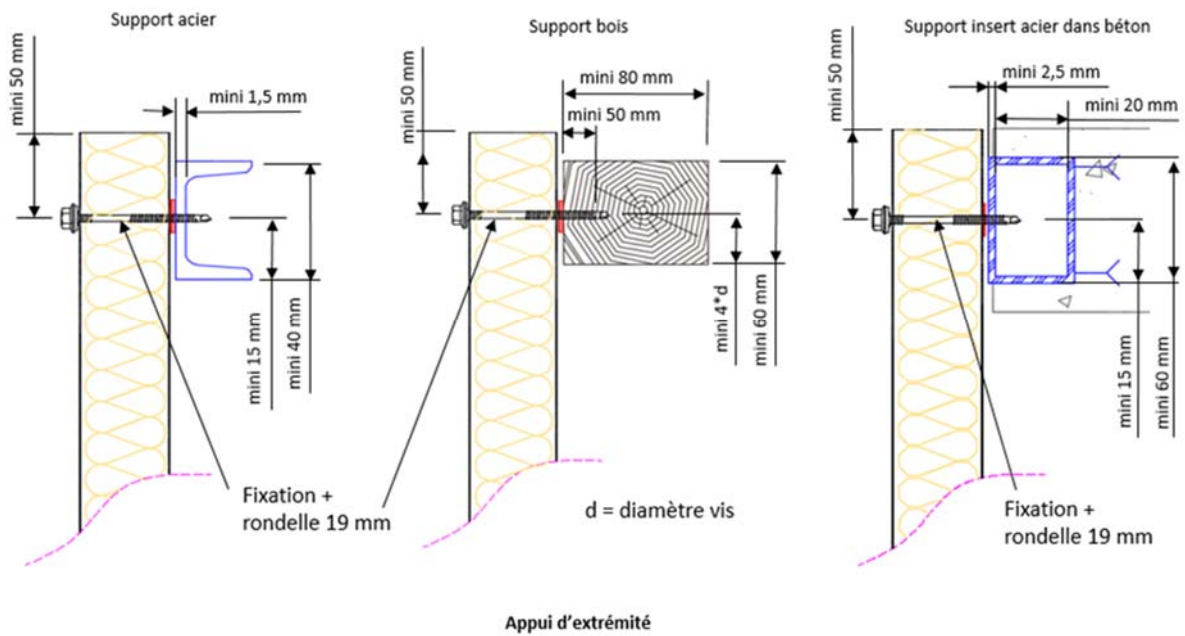 Support acier
mini 50 mm
mini 1,5 mm
mini 15 mm
mini 40 mm
Support bois
mini 50 mm
mini 80 mm
mini 50 mm
mini 4*d
mini 60 mm
Support insert acier dans béton
mini 50 mm
mini 2,5 mm
mini 20 mm
mini 15 mm
mini 60 mm
Fixation +
rondelle 19 mm
d = diamètre vis
Fixation +
rondelle 19 mm
Appui d’extrémité